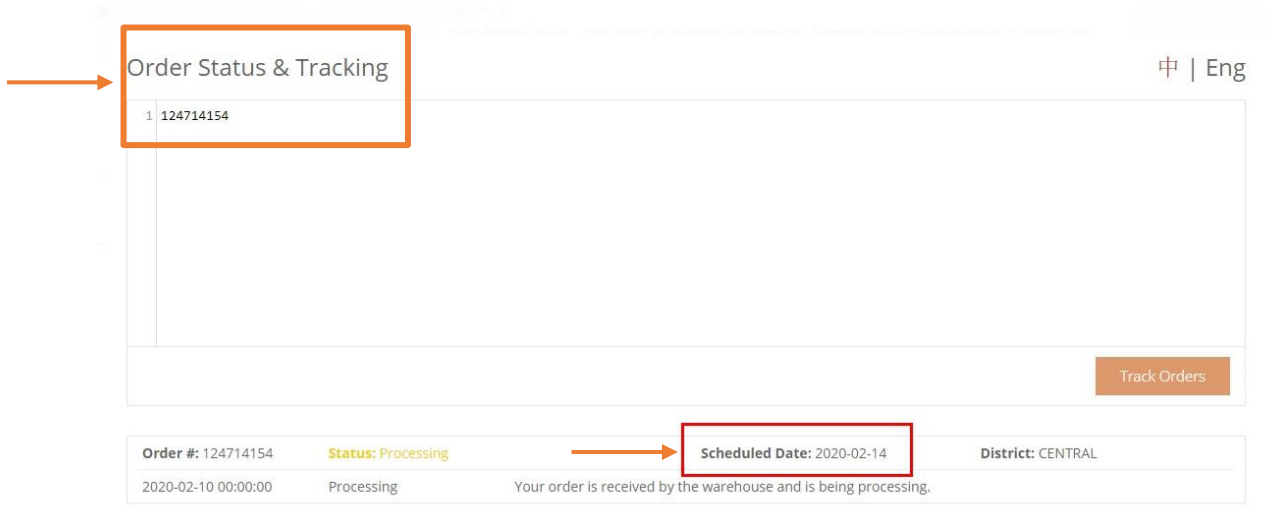 Order Status & Tracking
中 | Eng
1 124714154
Track Orders
Order #: 124714154 Status: Processing Scheduled Date: 2020-02-14 District: CENTRAL
2020-02-10 00:00:00 Processing Your order is received by the warehouse and is being processing.